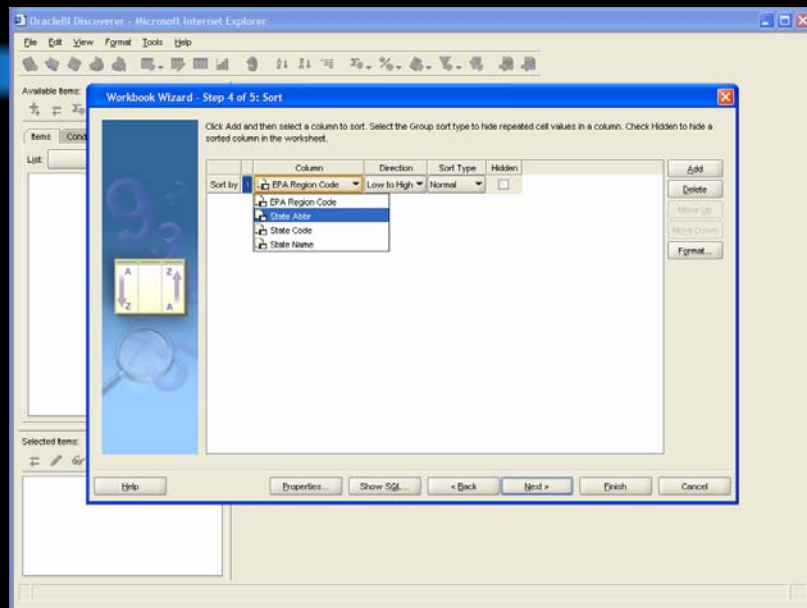 OracleBI Discoverer - Microsoft Internet Explorer
File Edit View Format Tools Help
Available Items:
Items Cond
List:
Selected Items:
Workbook Wizard - Step 4 of 5: Sort
Click Add and then select a column to sort. Select the Group sort type to hide repeated cell values in a column. Check Hidden to hide a
sorted column in the worksheet.
Column Direction Sort Type Hidden
Sort by 1 EPA Region Code Low to High Normal
EPA Region Code
State Abbr
State Code
State Name
Add
Delete
Move Up
Move Down
Format...
A Z
Z A
Help Properties... Show SQL... < Back Next > Finish Cancel